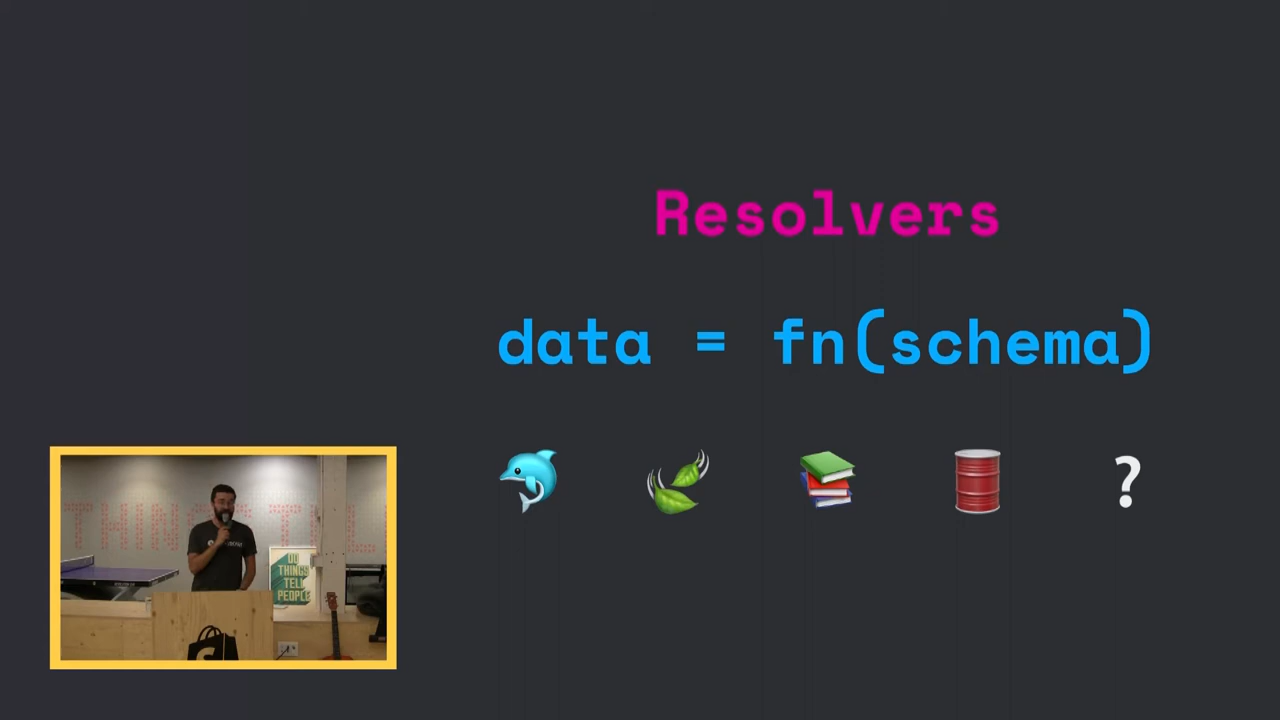 Resolvers
data = fn(schema)
?
DO
THINGS
TELL
PEOPLE